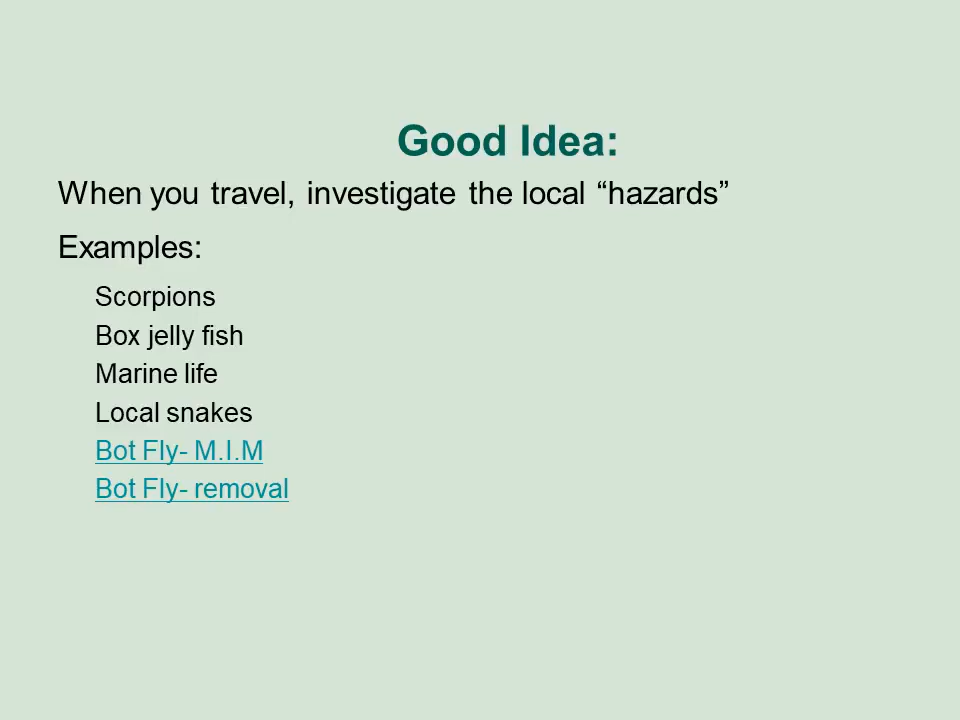 Good Idea:
When you travel, investigate the local “hazards”
Examples:
Scorpions
Box jelly fish
Marine life
Local snakes
Bot Fly- M.I.M
Bot Fly- removal